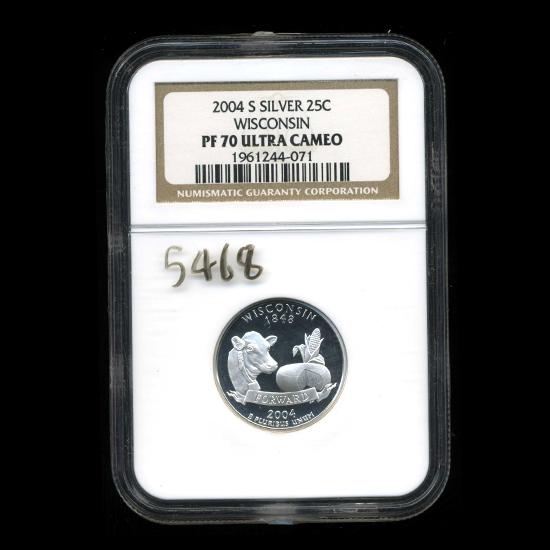 2004 S SILVER 25C
WISCONSIN
PF 70 ULTRA CAMEO
1961244-071
NUMISMATIC GUARANTY CORPORATION
5468
WISCONSIN
1848
FORWARD
2004
E PLURIBUS UNUM